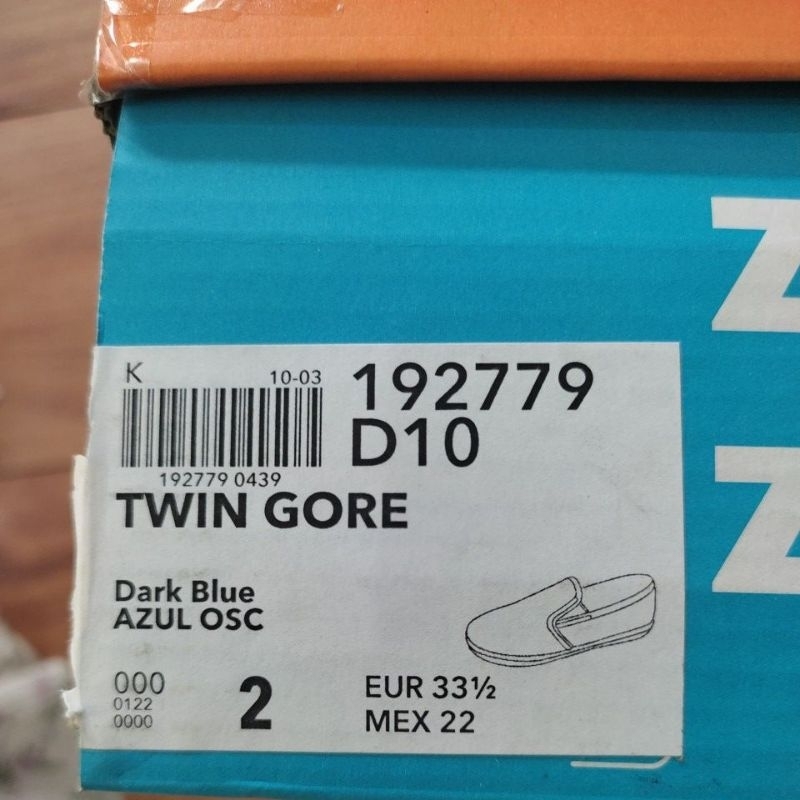 K 10-03
192779
D10
192779 0439
TWIN GORE
Dark Blue
AZUL OSC
000
0122
0000
2
EUR 33½
MEX 22
Z
Z